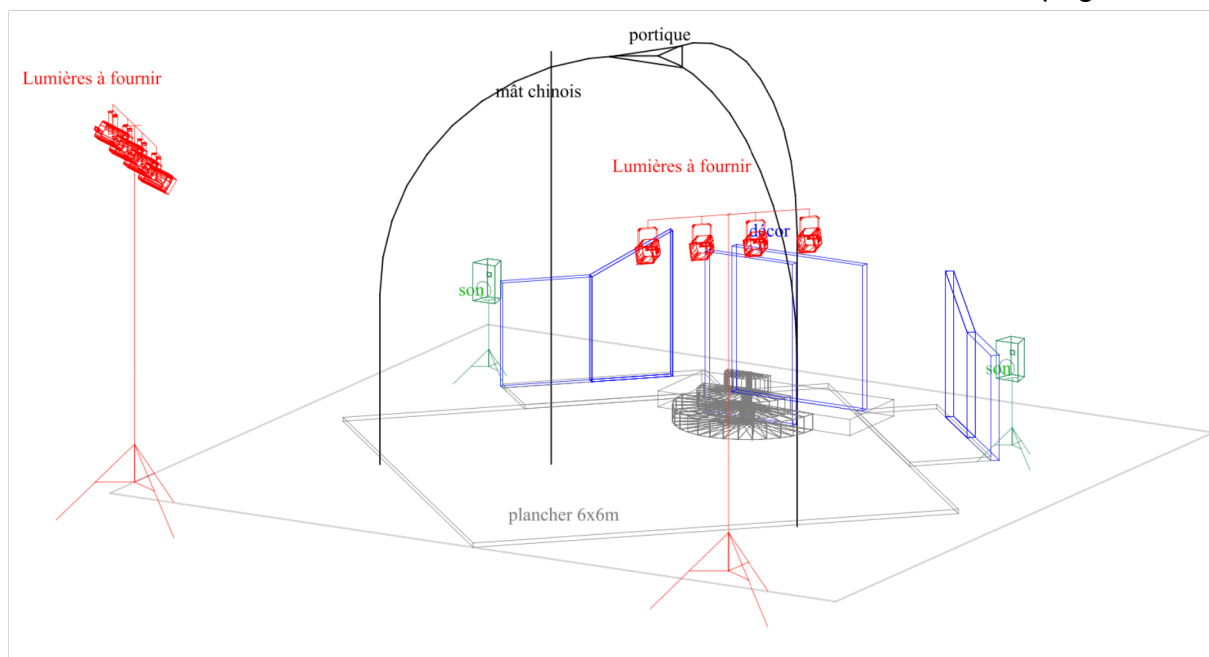 portique
Lumières à fournir
mât chinois
Lumières à fournir
décor
son
son
plancher 6x6m